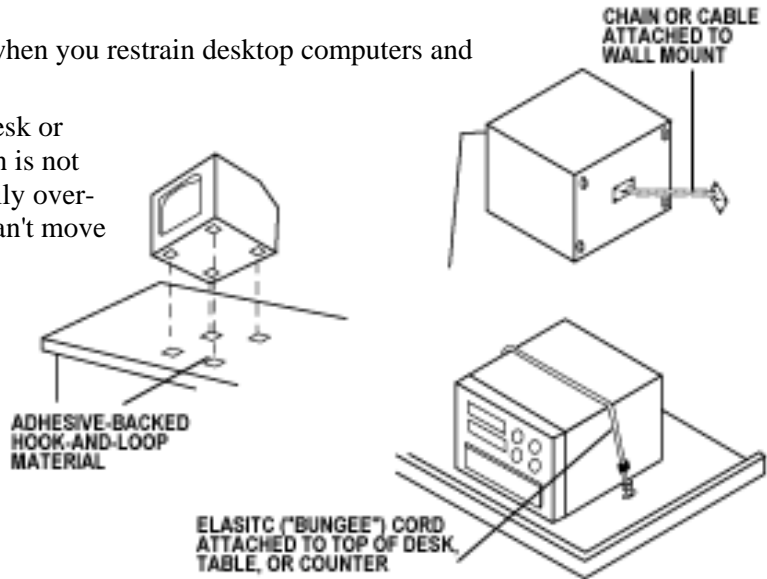 when you restrain desktop computers and
esk or
n is not
ily over-
an't move
CHAIN OR CABLE
ATTACHED TO
WALL MOUNT
ADHESIVE-BACKED
HOOK-AND-LOOP
MATERIAL
ELASITC ("BUNGEE") CORD
ATTACHED TO TOP OF DESK,
TABLE, OR COUNTER